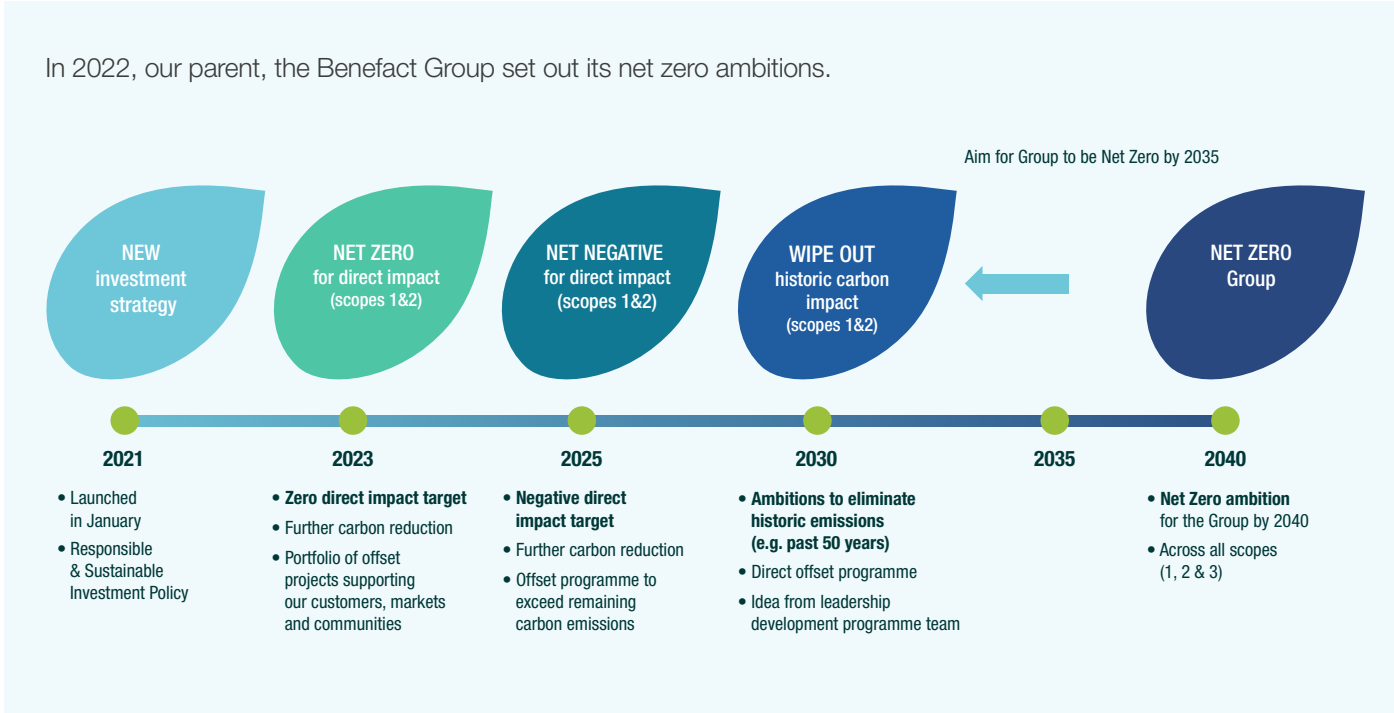 In 2022, our parent, the Benefact Group set out its net zero ambitions.
Aim for Group to be Net Zero by 2035
NEW
investment
strategy
NET ZERO
for direct impact
(scopes 1&2)
NET NEGATIVE
for direct impact
(scopes 1&2)
WIPE OUT
historic carbon
impact
(scopes 1&2)
NET ZERO
Group
2021
• Launched
in January
• Responsible
& Sustainable
Investment Policy
2023
• Zero direct impact target
• Further carbon reduction
• Portfolio of offset
projects supporting
our customers, markets
and communities
2025
• Negative direct
impact target
• Further carbon reduction
• Offset programme to
exceed remaining
carbon emissions
2030
• Ambitions to eliminate
historic emissions
(e.g. past 50 years)
• Direct offset programme
• Idea from leadership
development programme team
2035
2040
• Net Zero ambition
for the Group by 2040
• Across all scopes
(1, 2 & 3)